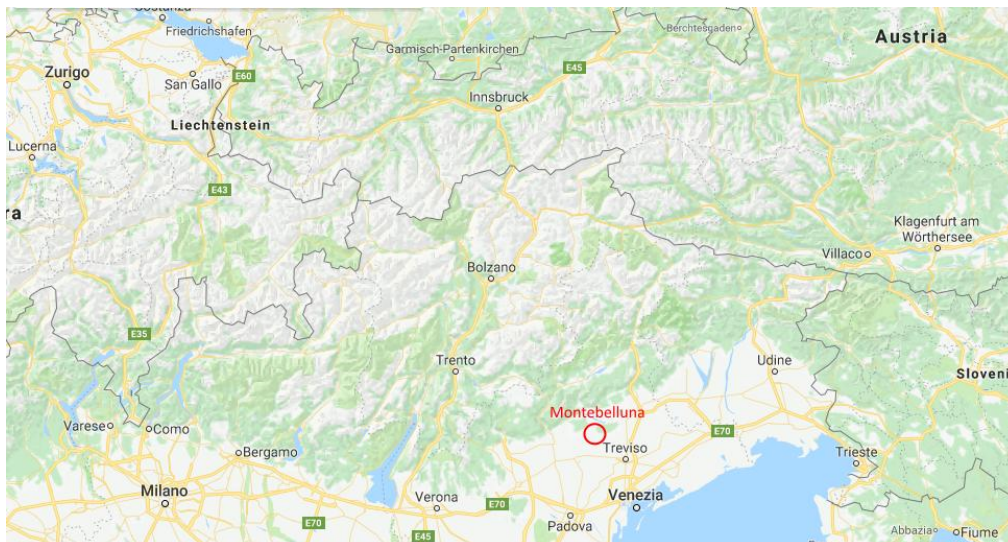 Costanza
Friedrichshafen
Garmisch-Partenkirchen
Berchtesgaden
Austria
Zurigo
E60
E45
San Gallo
Innsbruck
Liechtenstein
Lucerna
E43
ra
Klagenfurt am
Wörthersee
Villaco
Bolzano
E35
Trento
Udine
Sloveni
Montebelluna
Varese
Como
E70
Bergamo
Treviso
Trieste
Milano
Verona
E70
Venezia
E70
Padova
E45
Abbazia
Fiume